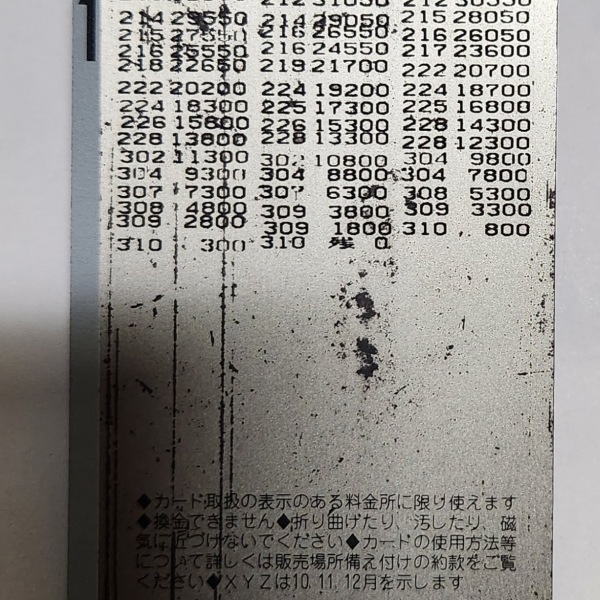 1
214 29550 214 29050 215 28050
215 27550 216 26550 216 26050
216 25550 216 24550 217 23600
218 22650 219 21700 222 20700
222 20200 224 19200 224 18700
224 18300 225 17300 225 16800
226 15800 226 15300 228 14300
228 13800 228 13300 228 12300
302 11300 302 10800 304 9800
304 9300 304 8800 304 7800
307 7300 307 6300 308 5300
308 4800 309 3800 309 3300
309 2800 309 1800 310 800
310 300 310 残 0
◆カード取扱の表示のある料金所に限り使えます
◆換金できません◆折り曲げたり、汚したり、磁
気に近づけないでください◆カードの使用方法等
について詳しくは販売場所備え付けの約款をご覧
ください◆XYZは10,11,12月を示します